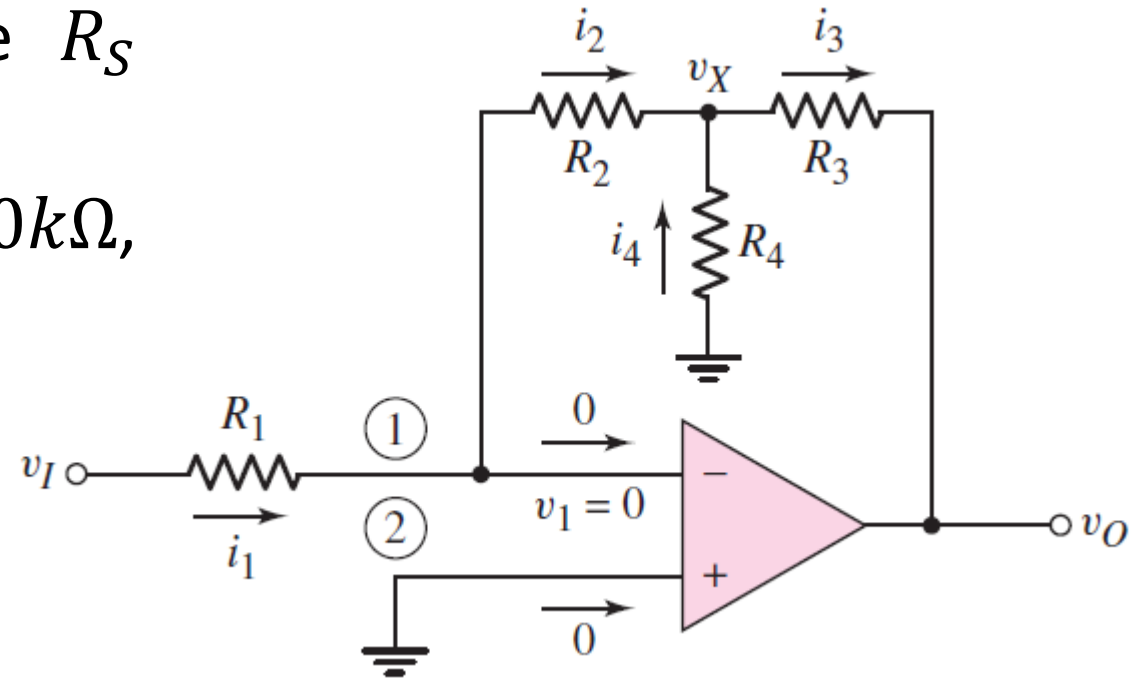 e R_S
0kΩ,
i_2
i_3
v_X
R_2
R_3
i_4
R_4
R_1
1
0
v_I
−
v_1 = 0
i_1
2
v_O
+
0